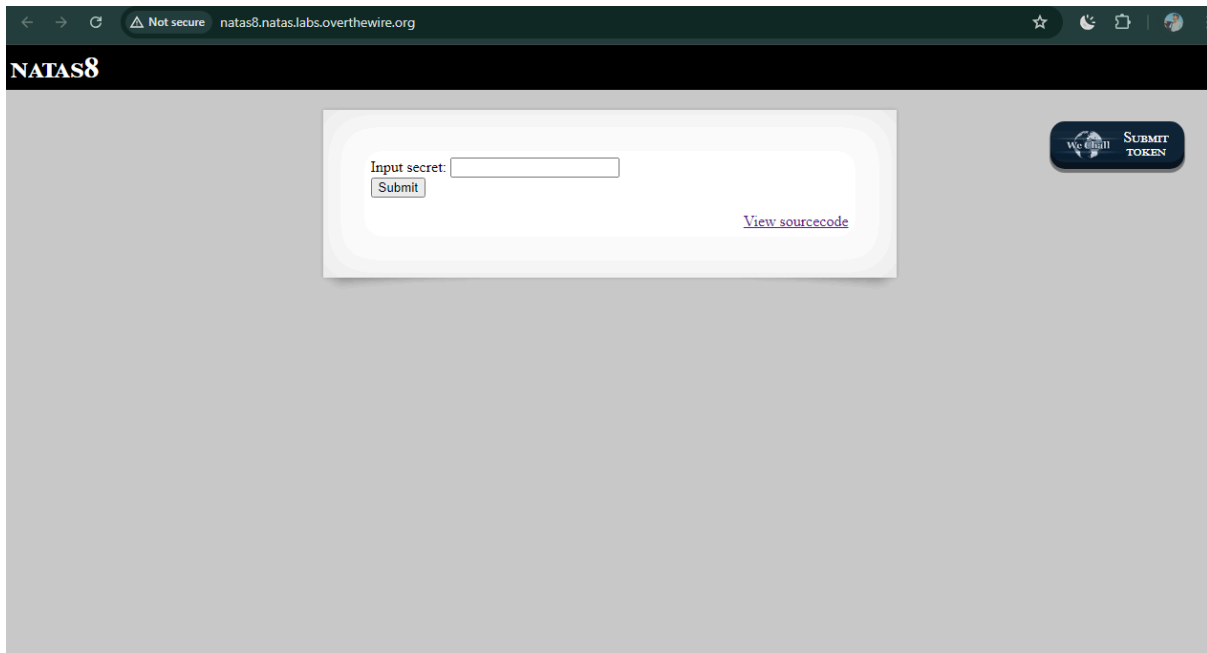 Not secure natas8.natas.labs.overthewire.org
NATAS8
Input secret:
Submit
View sourcecode
We Chall SUBMIT
TOKEN